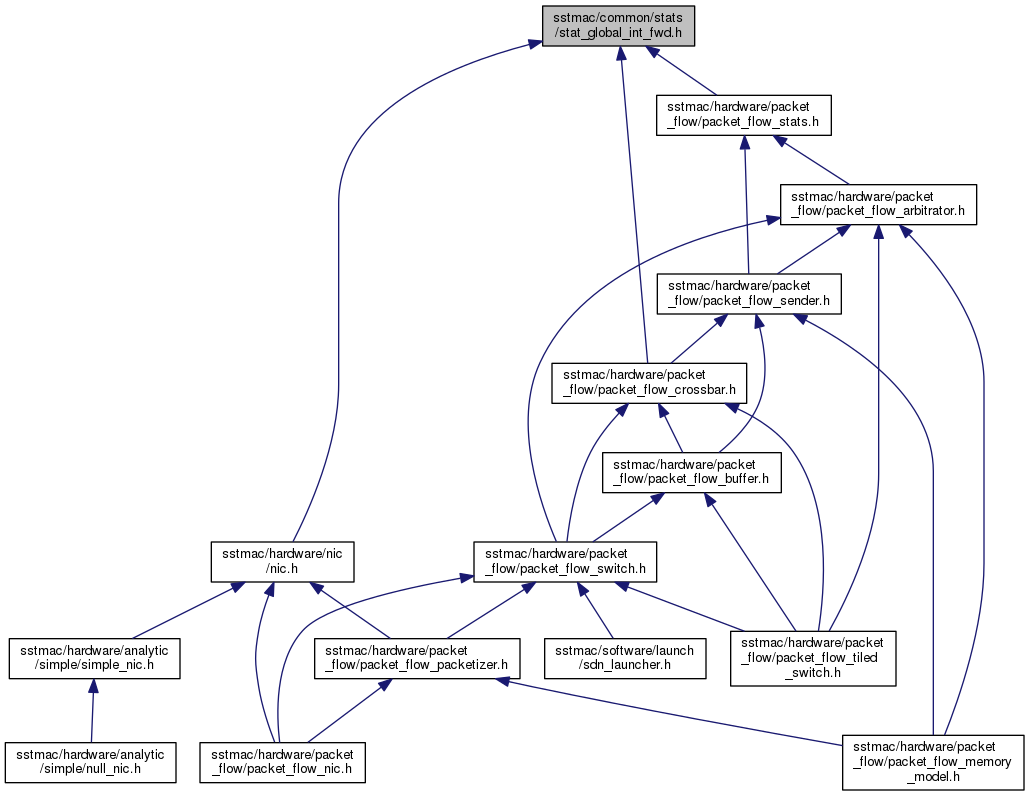 sstmac/common/stats
/stat_global_int_fwd.h
sstmac/hardware/packet
_flow/packet_flow_stats.h
sstmac/hardware/packet
_flow/packet_flow_arbitrator.h
sstmac/hardware/packet
_flow/packet_flow_sender.h
sstmac/hardware/packet
_flow/packet_flow_crossbar.h
sstmac/hardware/packet
_flow/packet_flow_buffer.h
sstmac/hardware/nic
/nic.h
sstmac/hardware/packet
_flow/packet_flow_switch.h
sstmac/hardware/analytic
/simple/simple_nic.h
sstmac/hardware/packet
_flow/packet_flow_packetizer.h
sstmac/software/launch
/sdn_launcher.h
sstmac/hardware/packet
_flow/packet_flow_tiled
_switch.h
sstmac/hardware/analytic
/simple/null_nic.h
sstmac/hardware/packet
_flow/packet_flow_nic.h
sstmac/hardware/packet
_flow/packet_flow_memory
_model.h